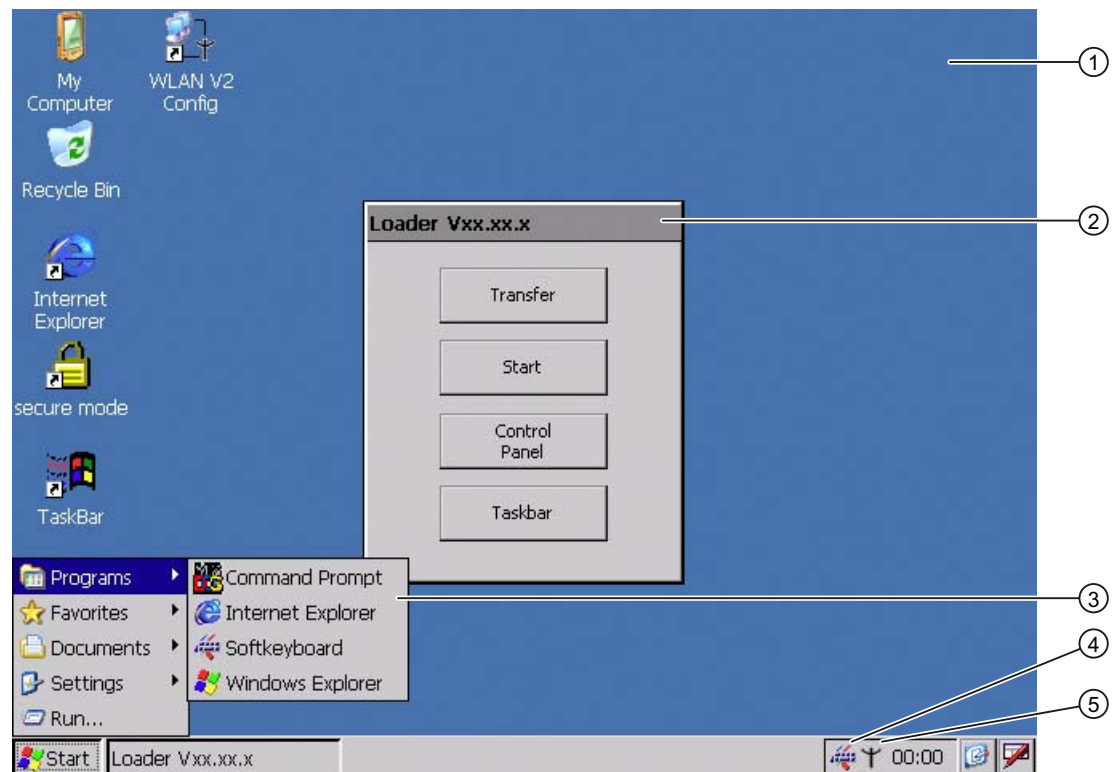 My
Computer
WLAN V2
Config
Recycle Bin
Internet
Explorer
secure mode
TaskBar
Loader Vxx.xx.x
Transfer
Start
Control
Panel
Taskbar
Programs
Favorites
Documents
Settings
Run...
Command Prompt
Internet Explorer
Softkeyboard
Windows Explorer
Start
Loader Vxx.xx.x
00:00
1
2
3
4
5